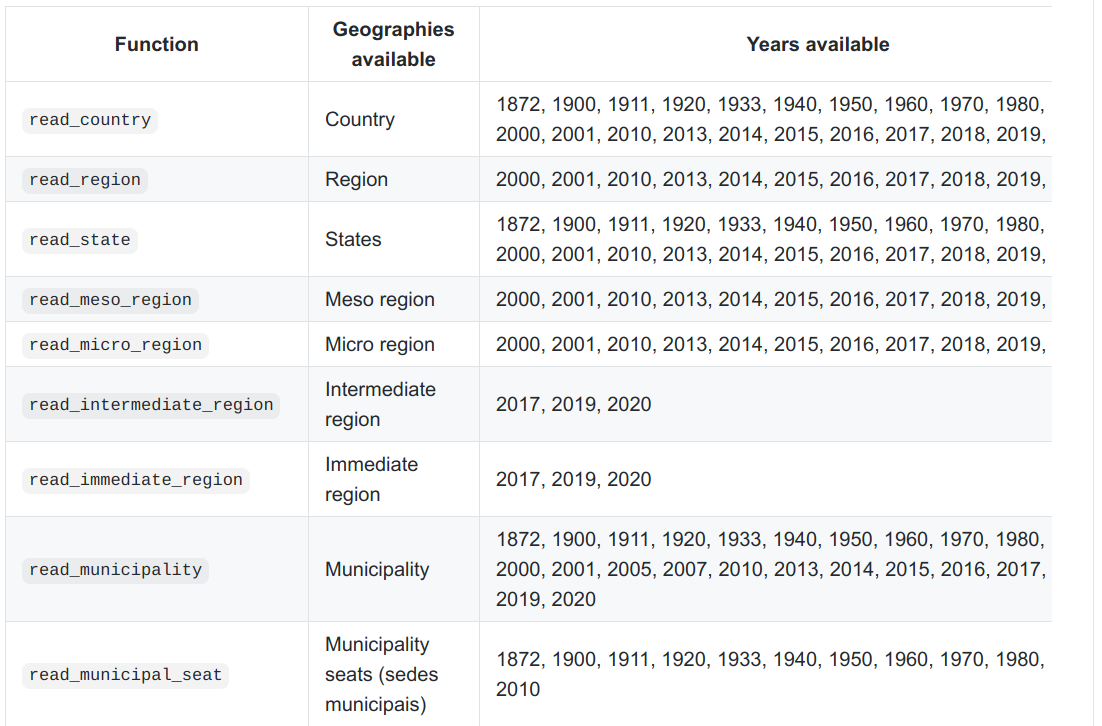 Function
Geographies
available
Years available
read_country
Country
1872, 1900, 1911, 1920, 1933, 1940, 1950, 1960, 1970, 1980,
2000, 2001, 2010, 2013, 2014, 2015, 2016, 2017, 2018, 2019,
read_region
Region
2000, 2001, 2010, 2013, 2014, 2015, 2016, 2017, 2018, 2019,
read_state
States
1872, 1900, 1911, 1920, 1933, 1940, 1950, 1960, 1970, 1980,
2000, 2001, 2010, 2013, 2014, 2015, 2016, 2017, 2018, 2019,
read_meso_region
Meso region
2000, 2001, 2010, 2013, 2014, 2015, 2016, 2017, 2018, 2019,
read_micro_region
Micro region
2000, 2001, 2010, 2013, 2014, 2015, 2016, 2017, 2018, 2019,
read_intermediate_region
Intermediate
region
2017, 2019, 2020
read_immediate_region
Immediate
region
2017, 2019, 2020
read_municipality
Municipality
1872, 1900, 1911, 1920, 1933, 1940, 1950, 1960, 1970, 1980,
2000, 2001, 2005, 2007, 2010, 2013, 2014, 2015, 2016, 2017,
2019, 2020
read_municipal_seat
Municipality
seats (sedes
municipais)
1872, 1900, 1911, 1920, 1933, 1940, 1950, 1960, 1970, 1980,
2010